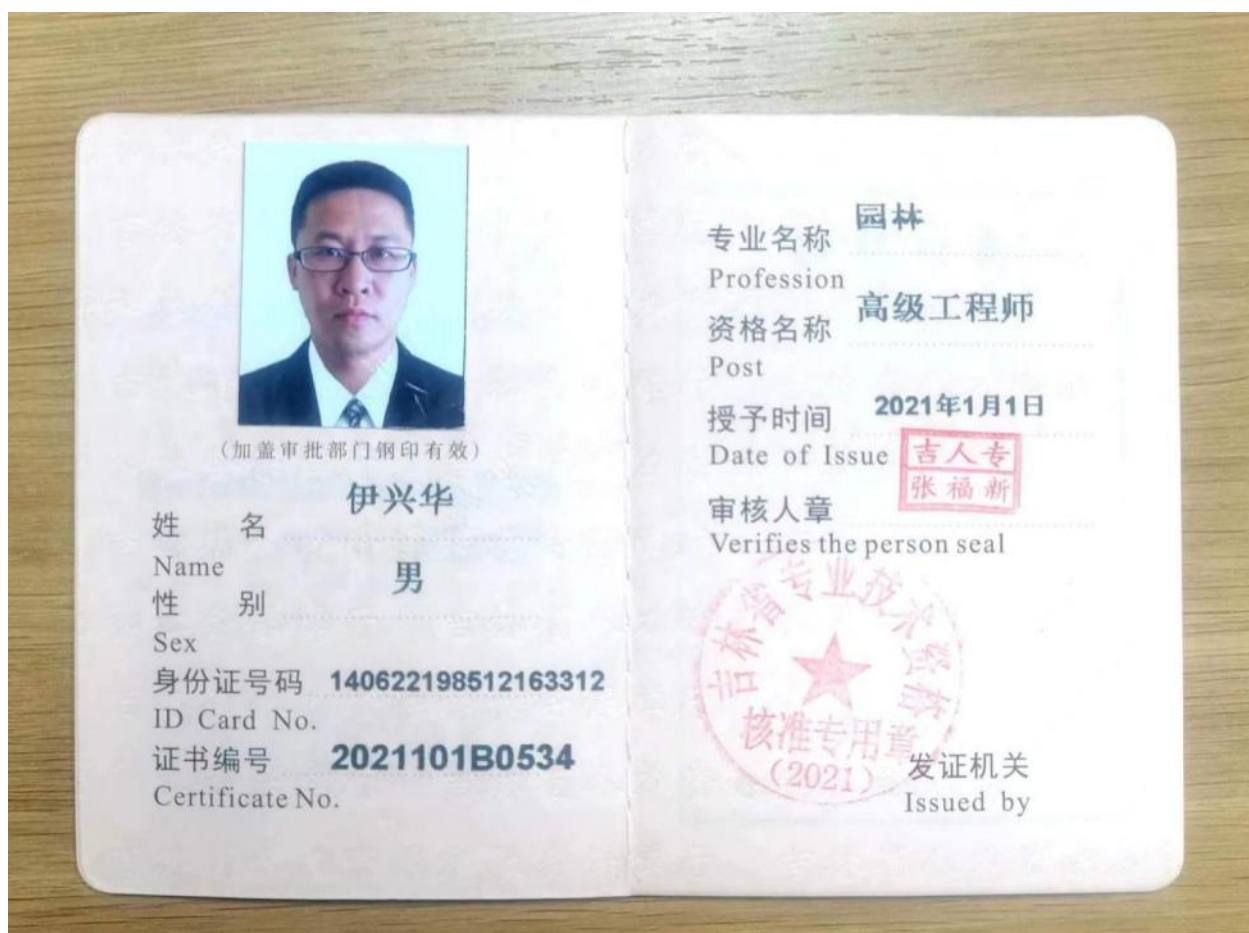 (加盖审批部门钢印有效)
姓 名 伊兴华
Name
性 别 男
Sex
身份证号码 140622198512163312
ID Card No.
证书编号 2021101B0534
Certificate No.
专业名称 园林
Profession
资格名称 高级工程师
Post
授予时间 2021年1月1日
Date of Issue
吉人专
张福新
审核人章
Verifies the person seal
吉林省专业技术资格
核准专用章
(2021)
发证机关
Issued by